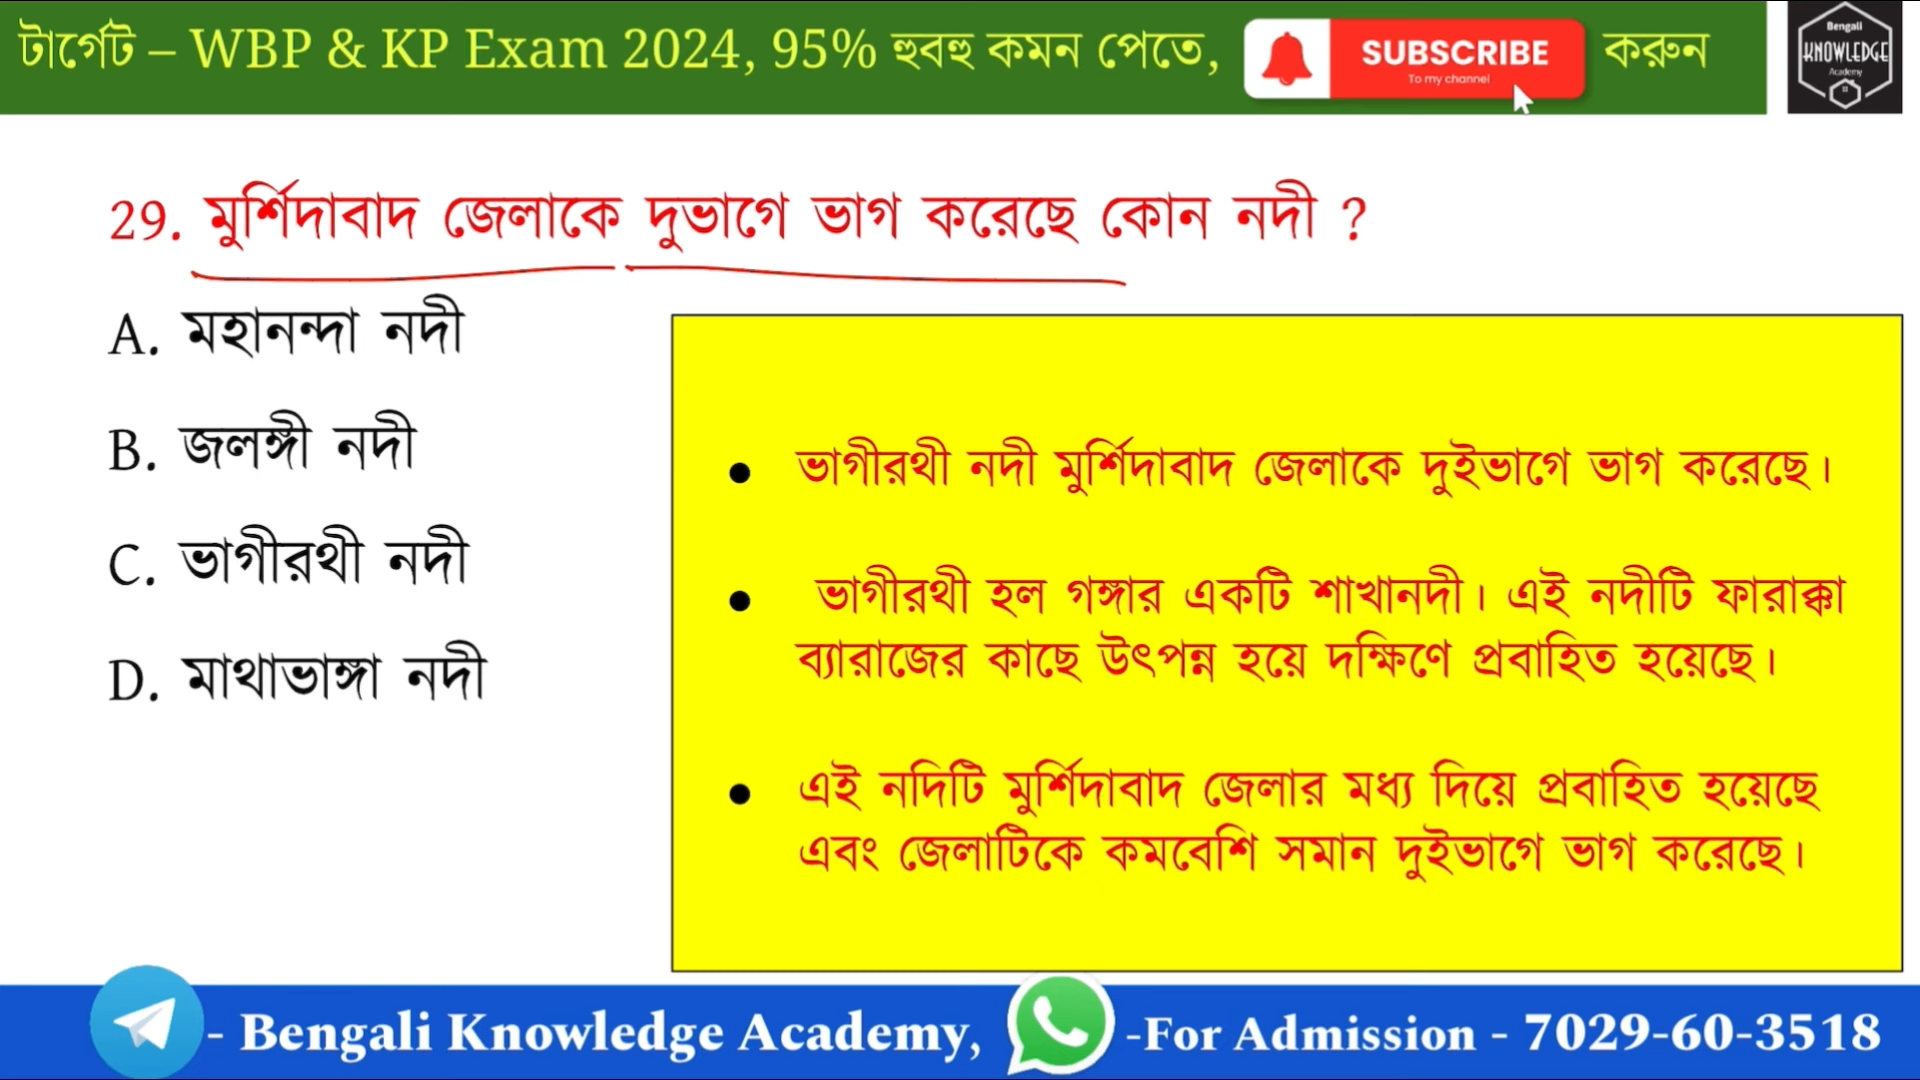 টার্গেট – WBP & KP Exam 2024, 95% হুবহু কমন পেতে, SUBSCRIBE করুন
To my channel
Bengali
KNOWLEDGE
Academy
29. মুর্শিদাবাদ জেলাকে দুভাগে ভাগ করেছে কোন নদী ?
A. মহানন্দা নদী
B. জলঙ্গী নদী
C. ভাগীরথী নদী
D. মাথাভাঙ্গা নদী
● ভাগীরথী নদী মুর্শিদাবাদ জেলাকে দুইভাগে ভাগ করেছে।
● ভাগীরথী হল গঙ্গার একটি শাখানদী। এই নদীটি ফারাক্কা
ব্যারাজের কাছে উৎপন্ন হয়ে দক্ষিণে প্রবাহিত হয়েছে।
● এই নদিটি মুর্শিদাবাদ জেলার মধ্য দিয়ে প্রবাহিত হয়েছে
এবং জেলাটিকে কমবেশি সমান দুইভাগে ভাগ করেছে।
- Bengali Knowledge Academy, -For Admission - 7029-60-3518